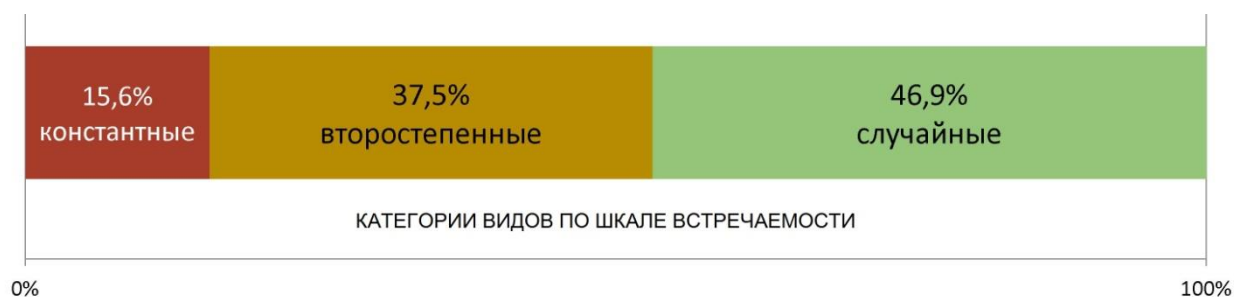 15,6%
константные
37,5%
второстепенные
46,9%
случайные
КАТЕГОРИИ ВИДОВ ПО ШКАЛЕ ВСТРЕЧАЕМОСТИ
0%
100%